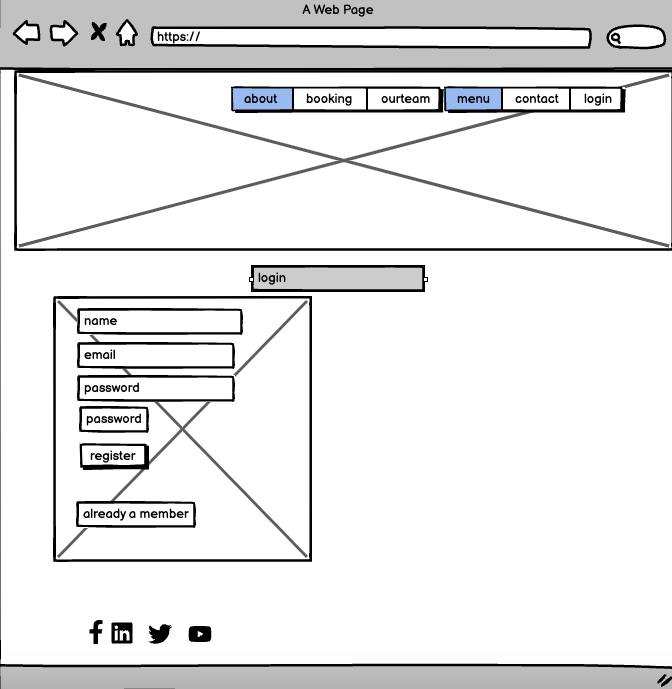 A Web Page
https://
about booking ourteam menu contact login
login
name
email
password
password
register
already a member